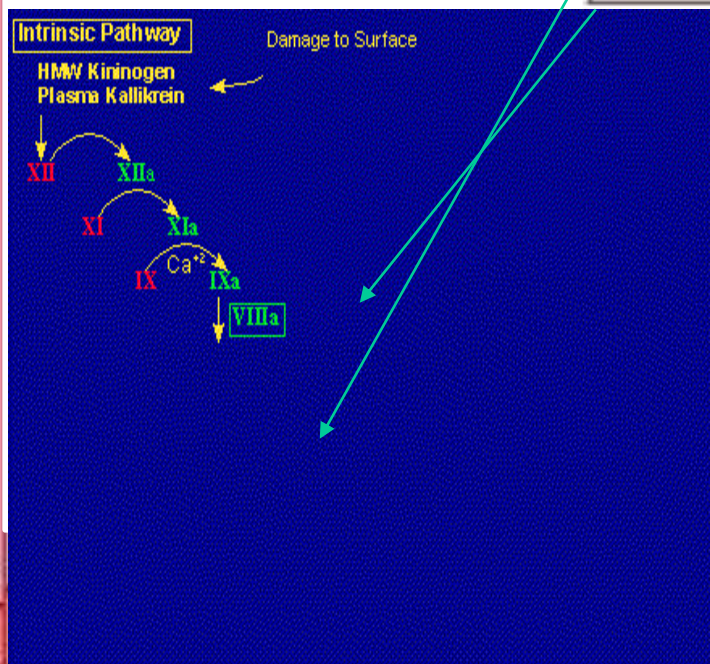 Intrinsic Pathway
Damage to Surface
HMW Kininogen
Plasma Kallikrein
XII XIIa
XI XIa
IX Ca+2 IXa
VIIIa